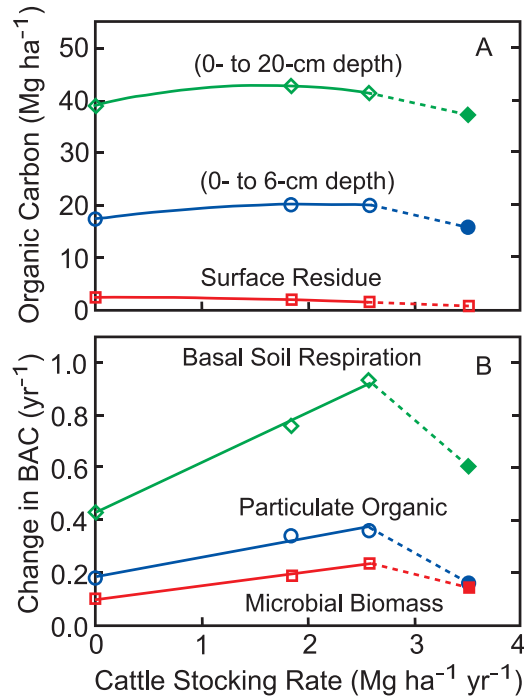 A
Organic Carbon (Mg ha⁻¹)
50
40
30
20
10
0
(0- to 20-cm depth)
(0- to 6-cm depth)
Surface Residue
B
Change in BAC (yr⁻¹)
1.0
0.8
0.6
0.4
0.2
0.0
Basal Soil Respiration
Particulate Organic
Microbial Biomass
0 1 2 3 4
Cattle Stocking Rate (Mg ha⁻¹ yr⁻¹)